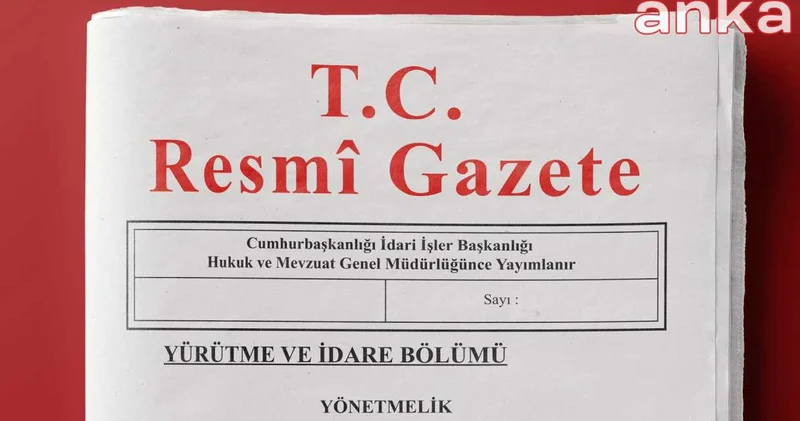 anka
T.C.
Resmî Gazete
Cumhurbaşkanlığı İdari İşler Başkanlığı
Hukuk ve Mevzuat Genel Müdürlüğünce Yayımlanır
Sayı :
YÜRÜTME VE İDARE BÖLÜMÜ
YÖNETMELİK